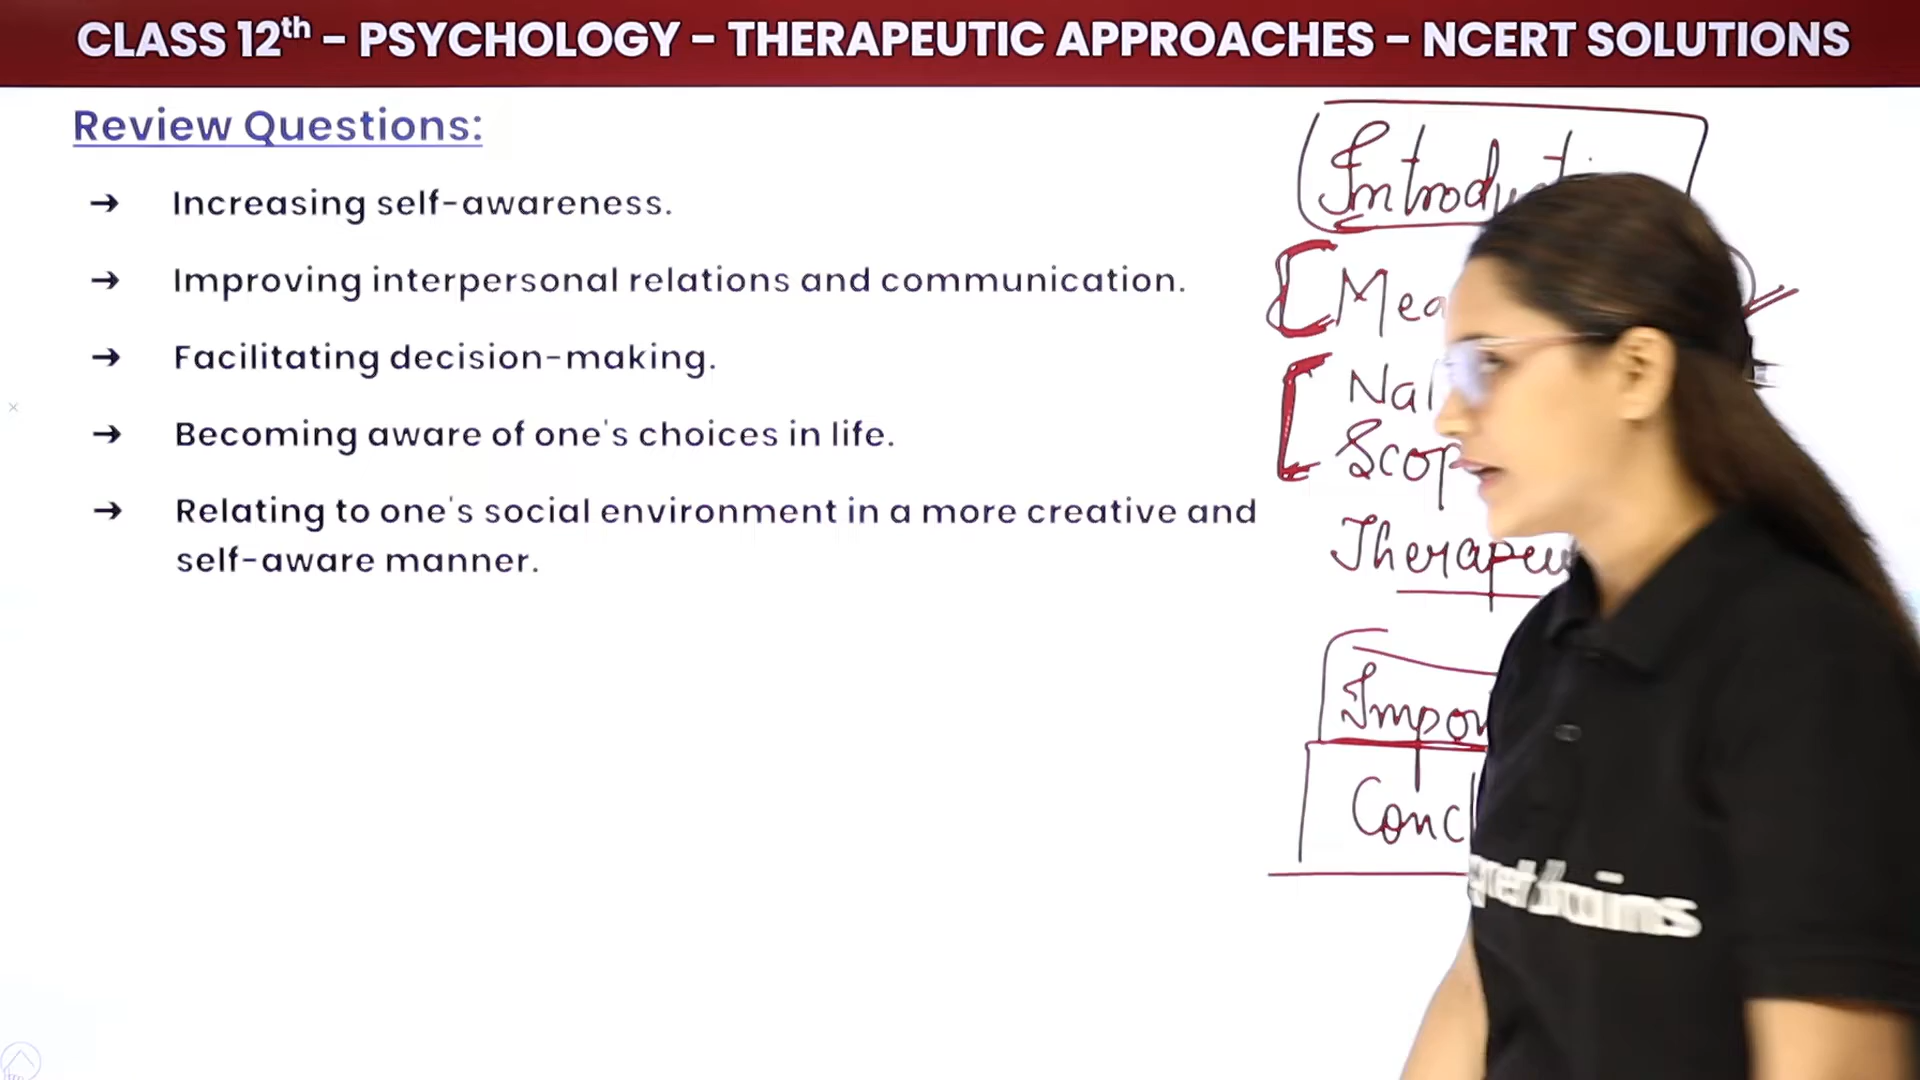 CLASS 12th - PSYCHOLOGY - THERAPEUTIC APPROACHES - NCERT SOLUTIONS
Review Questions:
→ Increasing self-awareness.
→ Improving interpersonal relations and communication.
→ Facilitating decision-making.
→ Becoming aware of one's choices in life.
→ Relating to one's social environment in a more creative and
self-aware manner.
Scop
Conc